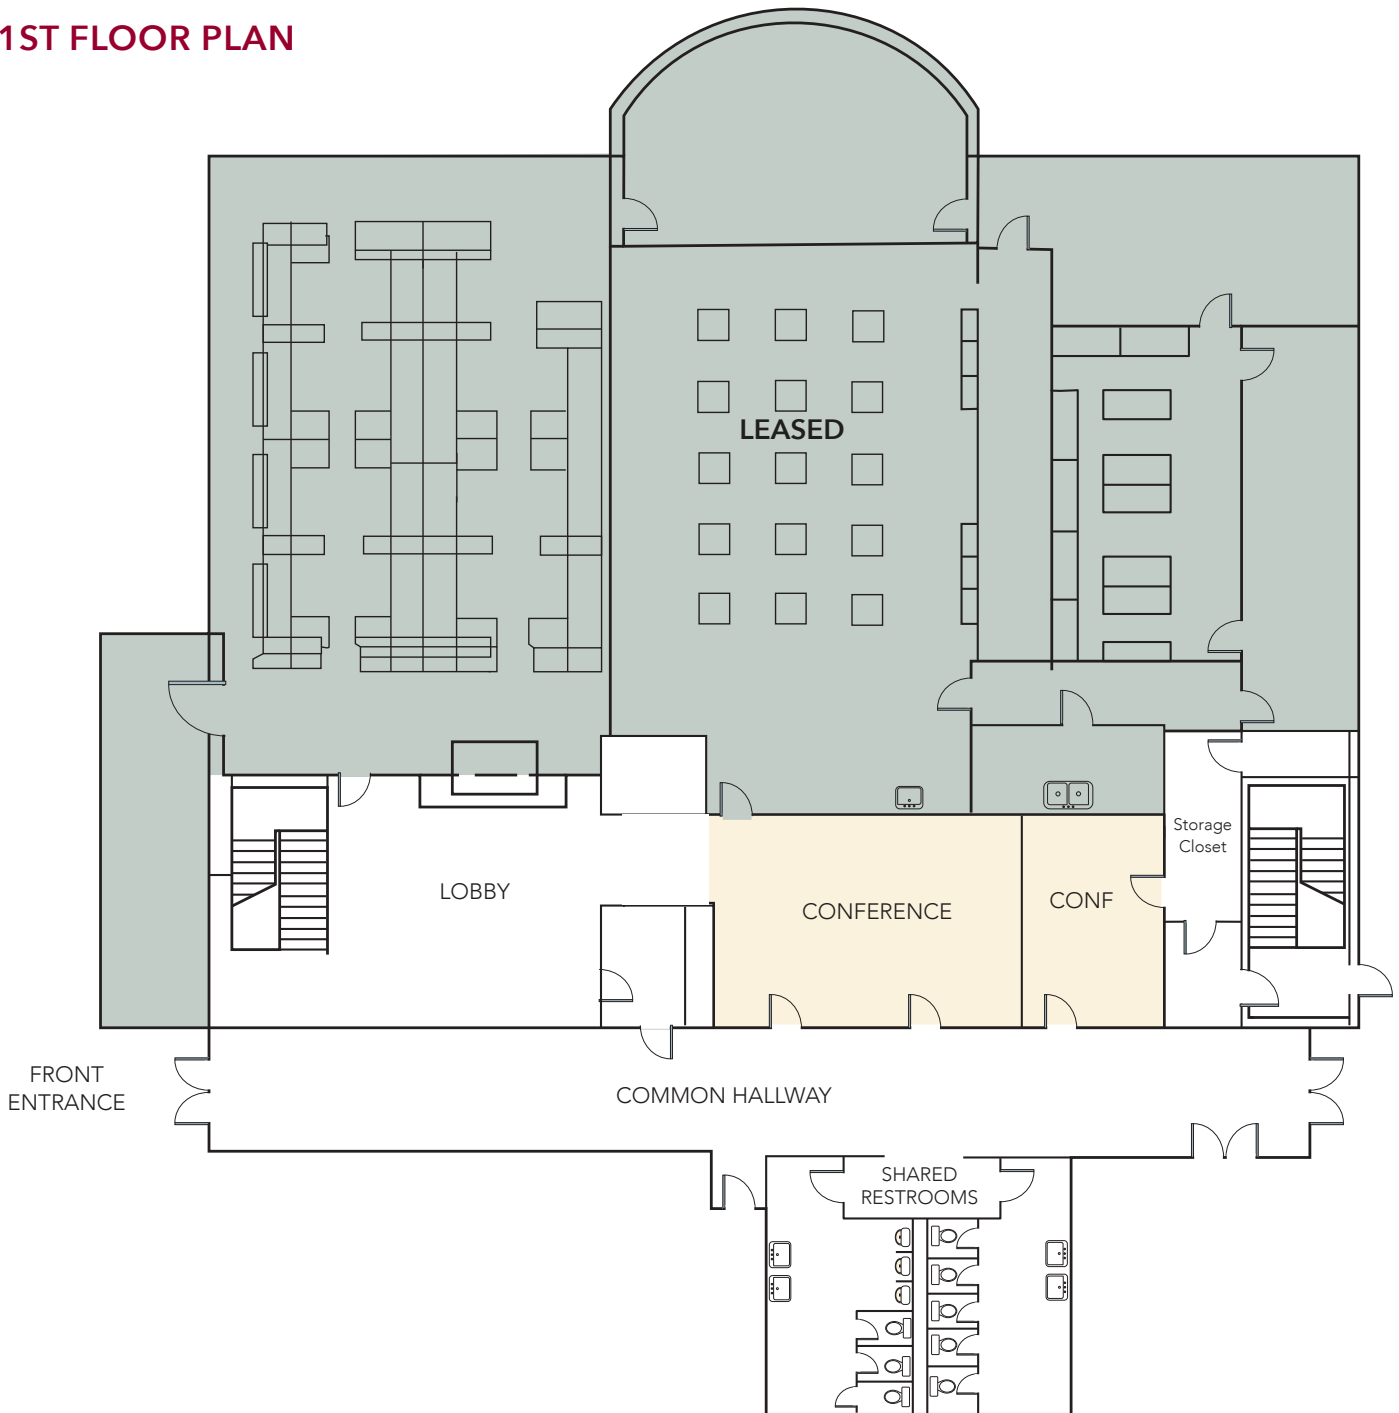 1ST FLOOR PLAN
LEASED
Storage
Closet
LOBBY
CONFERENCE
CONF
FRONT
ENTRANCE
COMMON HALLWAY
SHARED
RESTROOMS